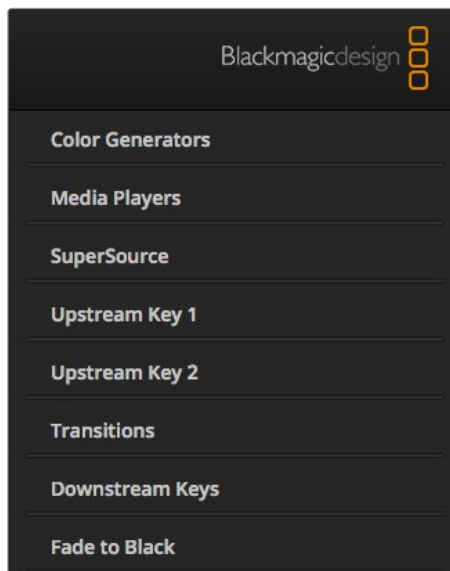 Blackmagicdesign
Color Generators
Media Players
SuperSource
Upstream Key 1
Upstream Key 2
Transitions
Downstream Keys
Fade to Black